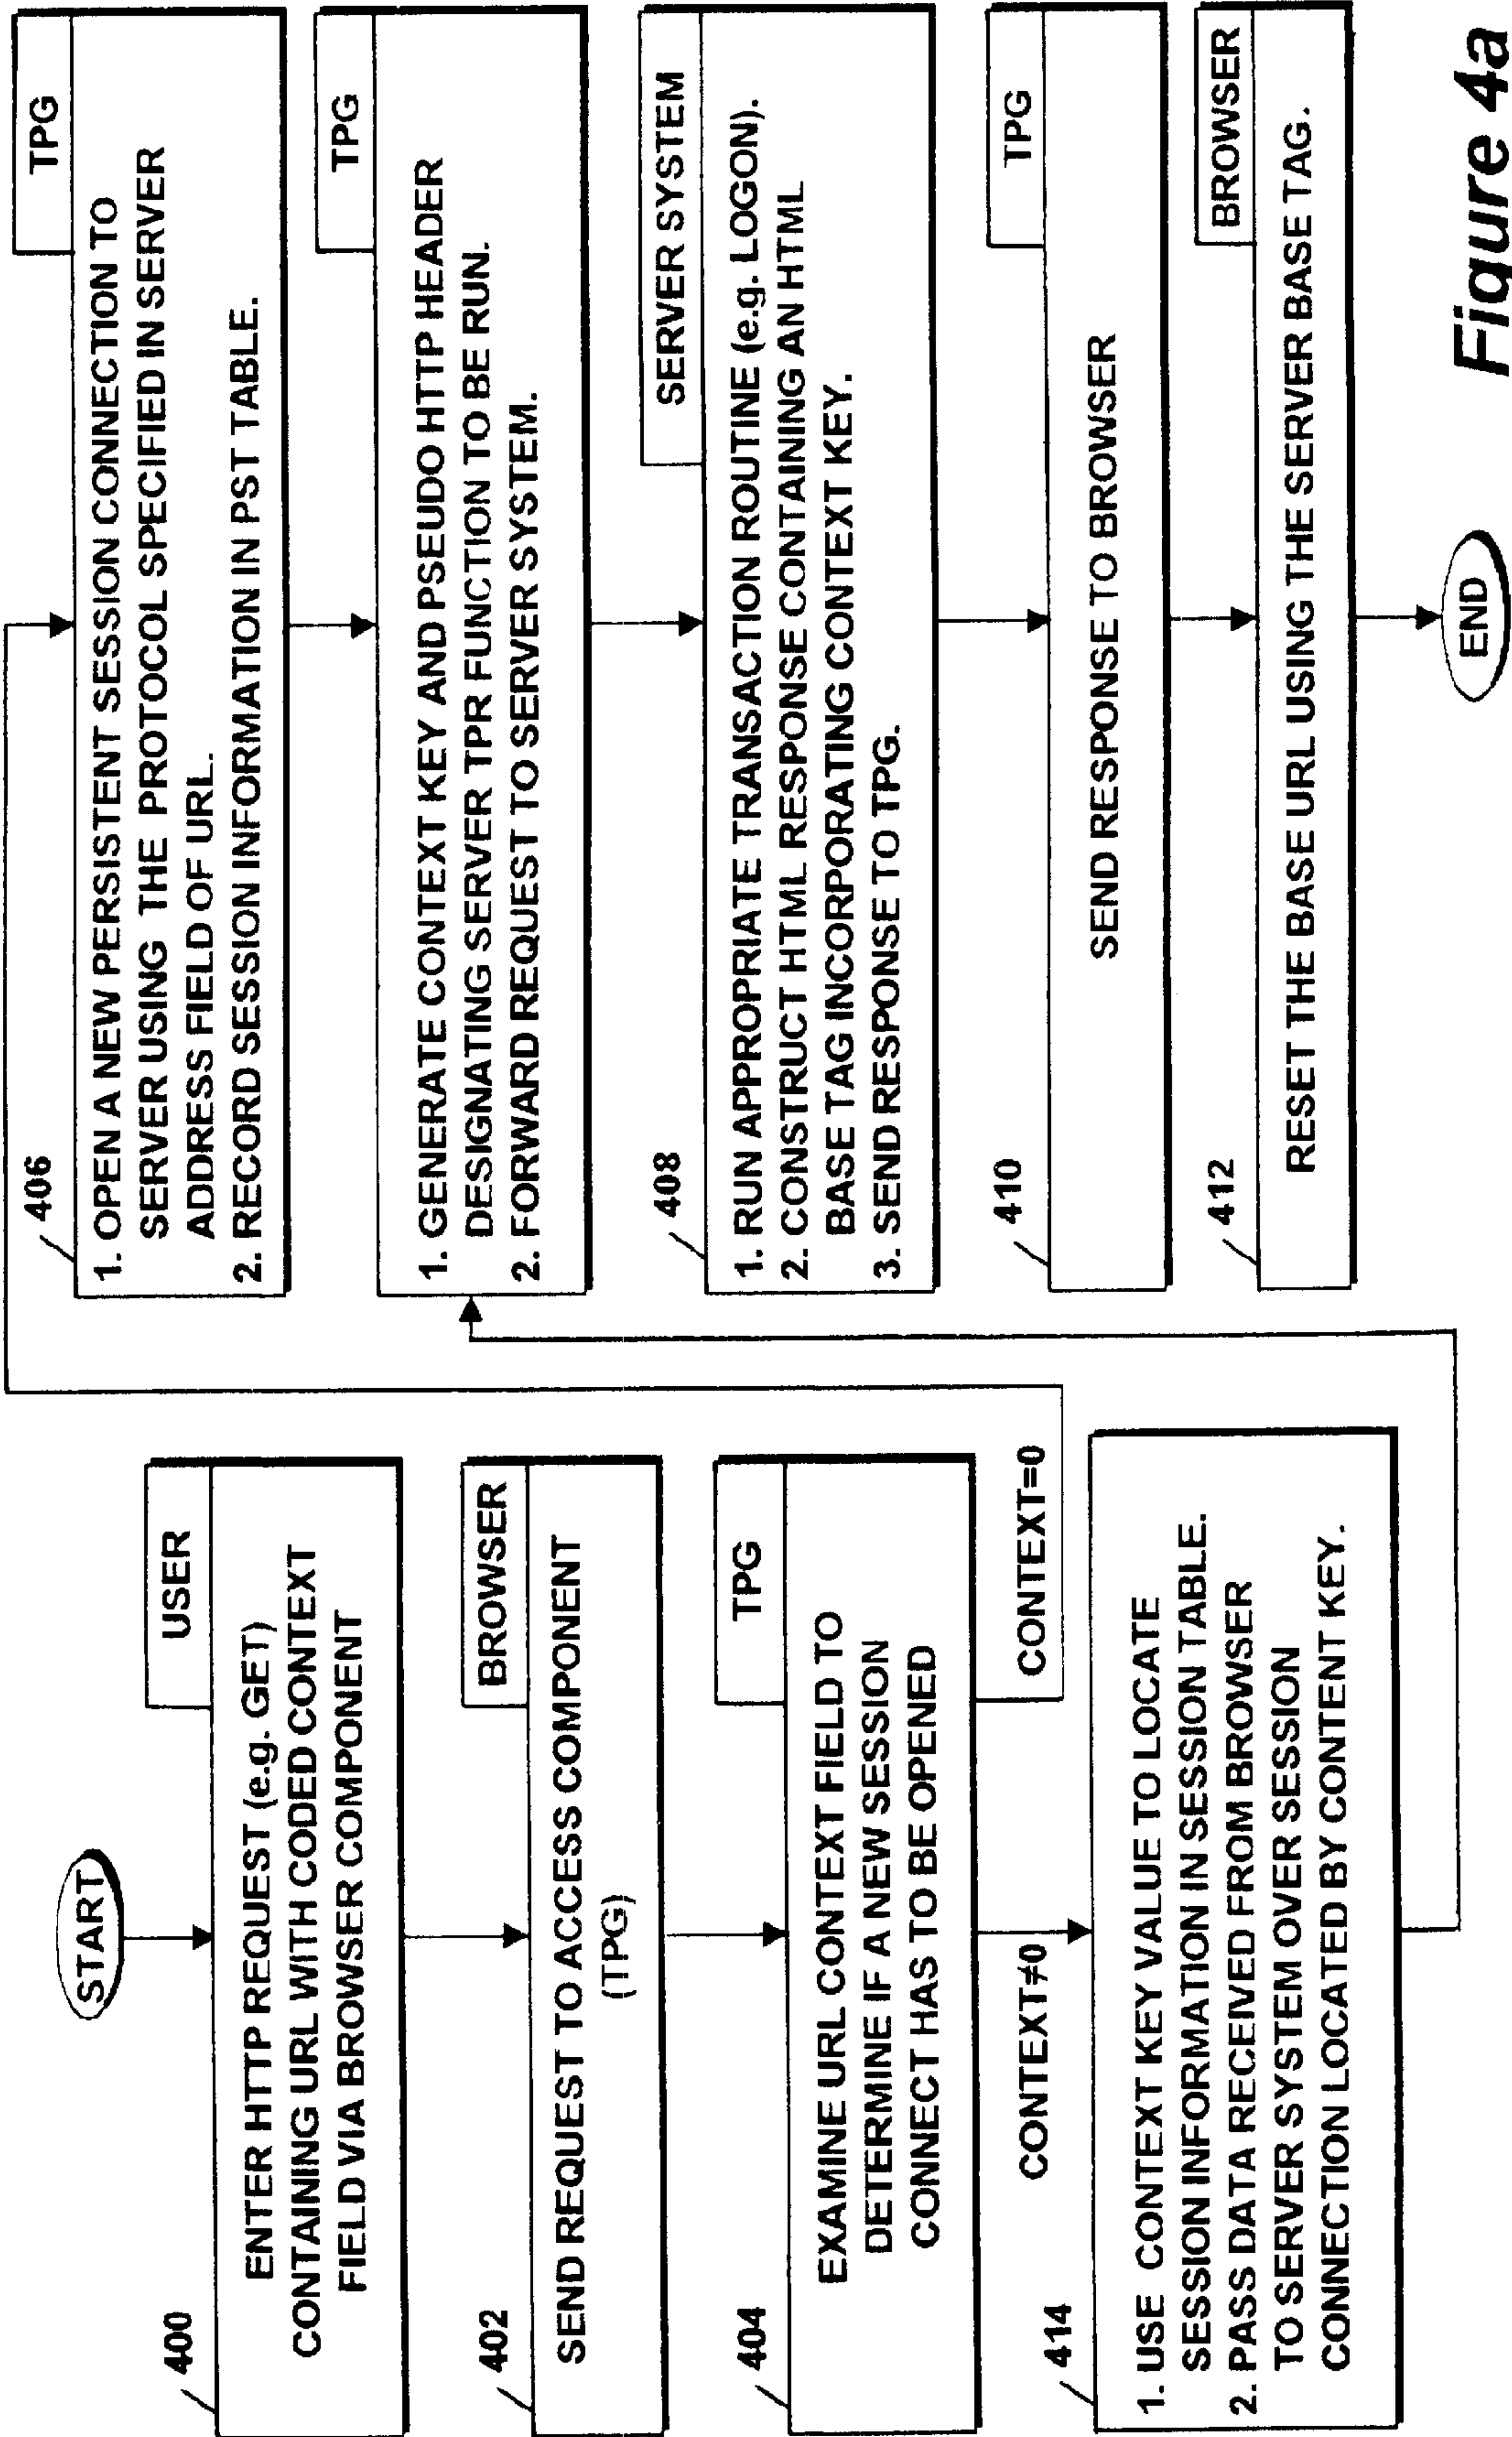 START
USER
400
ENTER HTTP REQUEST (e.g. GET)
CONTAINING URL WITH CODED CONTEXT
FIELD VIA BROWSER COMPONENT
BROWSER
402
SEND REQUEST TO ACCESS COMPONENT
(TPG)
TPG
404
EXAMINE URL CONTEXT FIELD TO
DETERMINE IF A NEW SESSION
CONNECT HAS TO BE OPENED
CONTEXT≠0
CONTEXT=0
414
1. USE CONTEXT KEY VALUE TO LOCATE
SESSION INFORMATION IN SESSION TABLE.
2. PASS DATA RECEIVED FROM BROWSER
TO SERVER SYSTEM OVER SESSION
CONNECTION LOCATED BY CONTENT KEY.
TPG
406
1. OPEN A NEW PERSISTENT SESSION CONNECTION TO
SERVER USING THE PROTOCOL SPECIFIED IN SERVER
ADDRESS FIELD OF URL.
2. RECORD SESSION INFORMATION IN PST TABLE.
TPG
1. GENERATE CONTEXT KEY AND PSEUDO HTTP HEADER
DESIGNATING SERVER TPR FUNCTION TO BE RUN.
2. FORWARD REQUEST TO SERVER SYSTEM.
SERVER SYSTEM
408
1. RUN APPROPRIATE TRANSACTION ROUTINE (e.g. LOGON).
2. CONSTRUCT HTML RESPONSE CONTAINING AN HTML
BASE TAG INCORPORATING CONTEXT KEY.
3. SEND RESPONSE TO TPG.
TPG
410
SEND RESPONSE TO BROWSER
BROWSER
412
RESET THE BASE URL USING THE SERVER BASE TAG.
END
Figure 4a